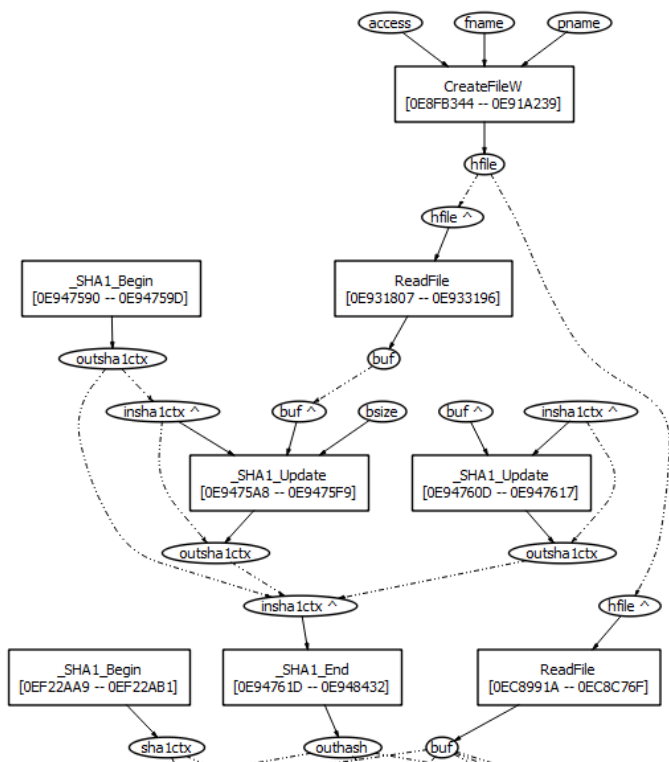 access
fname
pname
CreateFileW
[0E8FB344 -- 0E91A239]
hfile
hfile ^
_SHA1_Begin
[0E947590 -- 0E94759D]
ReadFile
[0E931807 -- 0E933196]
outsha1ctx
buf
insha1ctx ^
buf ^
bsize
buf ^
insha1ctx ^
_SHA1_Update
[0E9475A8 -- 0E9475F9]
_SHA1_Update
[0E94760D -- 0E947617]
outsha1ctx
outsha1ctx
insha1ctx ^
hfile ^
_SHA1_Begin
[0EF22AA9 -- 0EF22AB1]
_SHA1_End
[0E94761D -- 0E948432]
ReadFile
[0EC8991A -- 0EC8C76F]
sha1ctx
outhash
buf